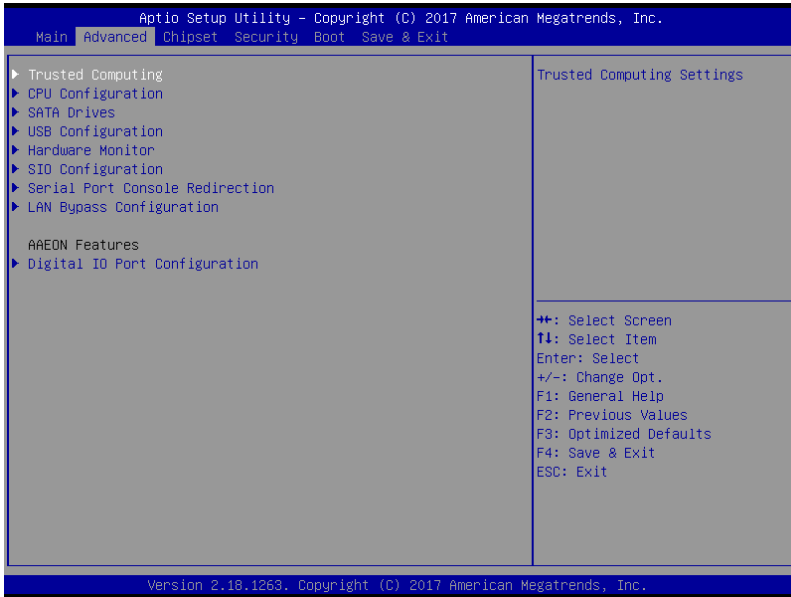 Aptio Setup Utility – Copyright (C) 2017 American Megatrends, Inc.
Main Advanced Chipset Security Boot Save & Exit
▶ Trusted Computing
▶ CPU Configuration
▶ SATA Drives
▶ USB Configuration
▶ Hardware Monitor
▶ SIO Configuration
▶ Serial Port Console Redirection
▶ LAN Bypass Configuration
AAEON Features
▶ Digital IO Port Configuration
Trusted Computing Settings
→←: Select Screen
↑↓: Select Item
Enter: Select
+/-: Change Opt.
F1: General Help
F2: Previous Values
F3: Optimized Defaults
F4: Save & Exit
ESC: Exit
Version 2.18.1263. Copyright (C) 2017 American Megatrends, Inc.